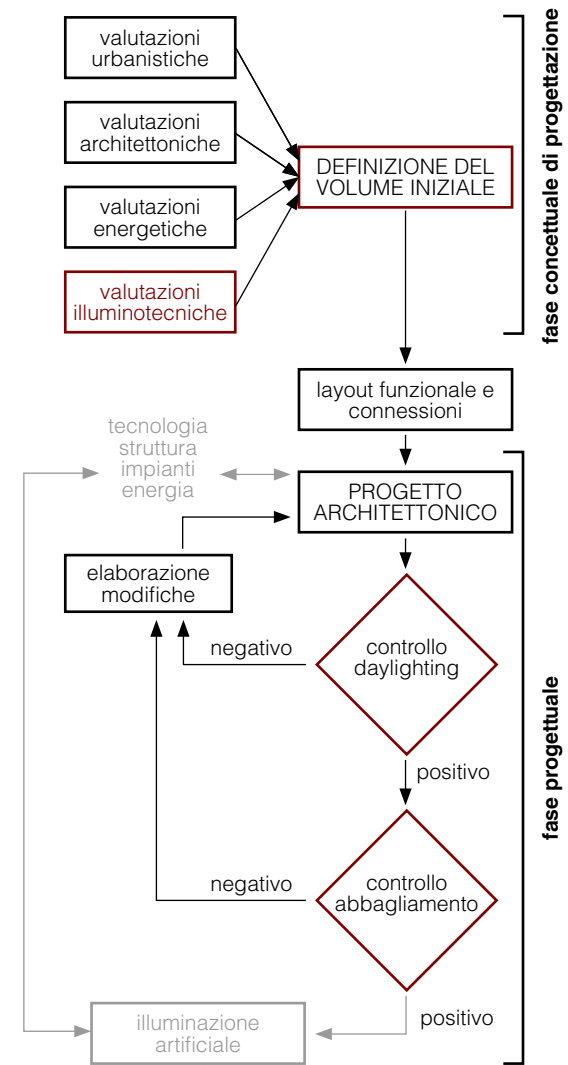 valutazioni
urbanistiche
valutazioni
architettoniche
valutazioni
energetiche
valutazioni
illuminotecniche
DEFINIZIONE DEL
VOLUME INIZIALE
fase concettuale di progettazione
layout funzionale e
connessioni
tecnologia
struttura
impianti
energia
PROGETTO
ARCHITETTONICO
elaborazione
modifiche
negativo
controllo
daylighting
positivo
negativo
controllo
abbagliamento
positivo
illuminazione
artificiale
fase progettuale